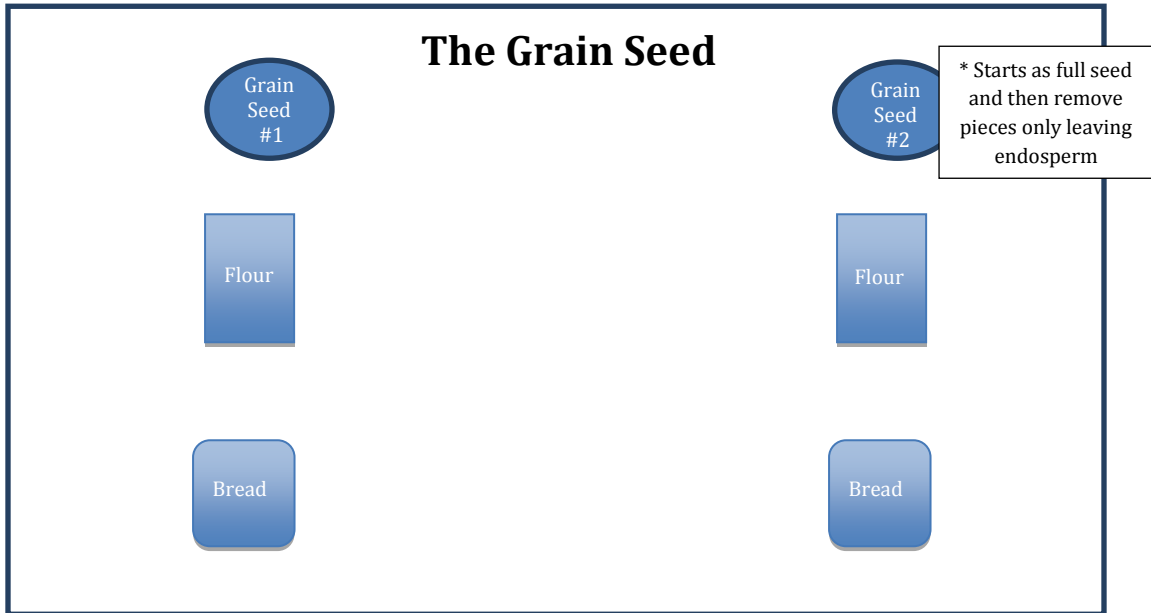 The Grain Seed
Grain
Seed
#1
Grain
Seed
#2
* Starts as full seed
and then remove
pieces only leaving
endosperm
Flour
Flour
Bread
Bread